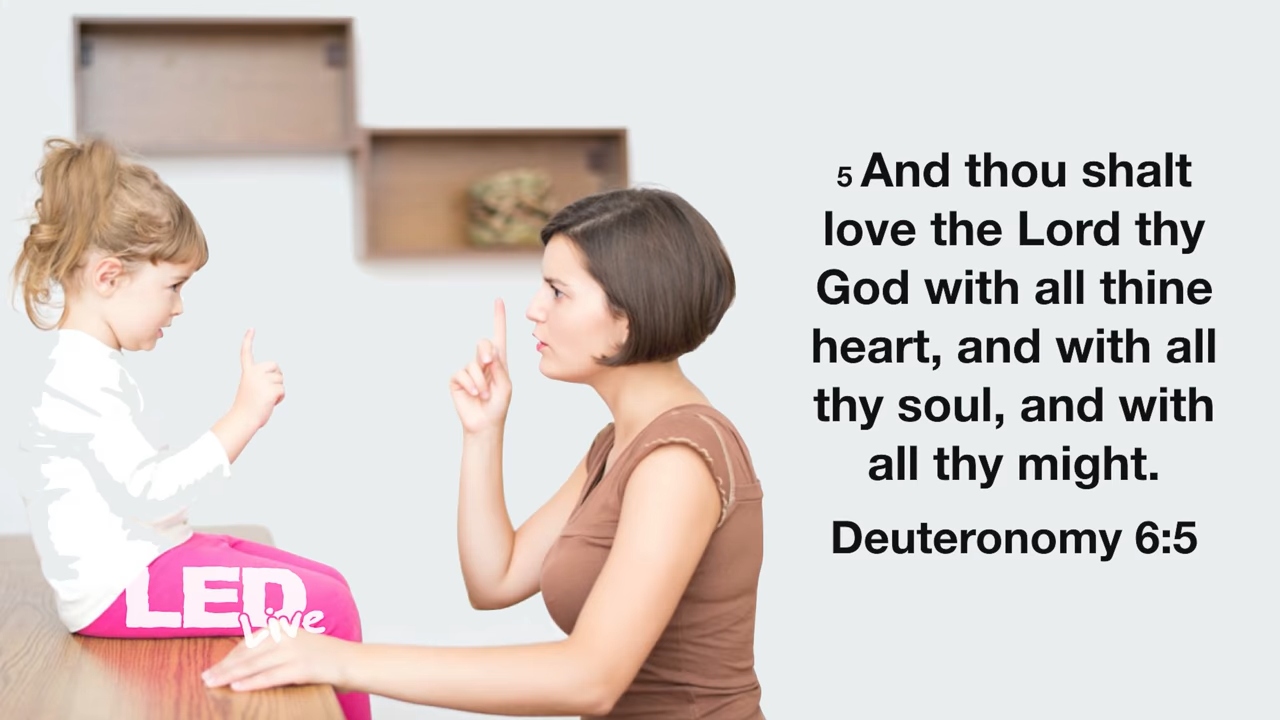 5 And thou shalt
love the Lord thy
God with all thine
heart, and with all
thy soul, and with
all thy might.
Deuteronomy 6:5
LED
Live